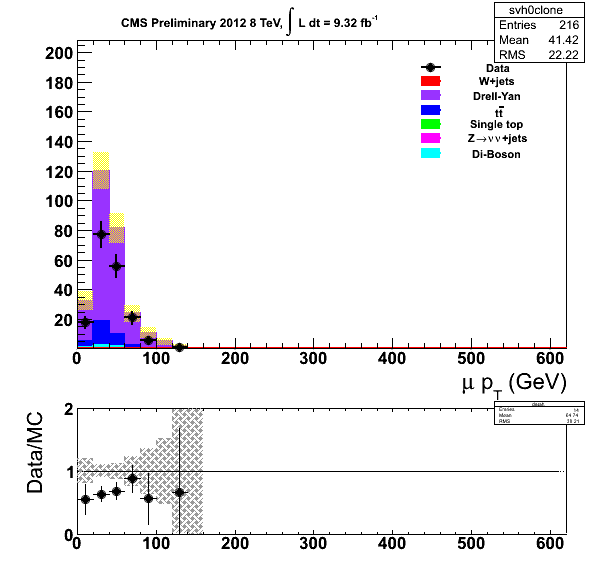 CMS Preliminary 2012 8 TeV, ∫ L dt = 9.32 fb⁻¹
svh0clone
Entries 216
Mean 41.42
RMS 22.22
Data
W+jets
Drell-Yan
tt̅
Single top
Z→νν+jets
Di-Boson
200
180
160
140
120
100
80
60
40
20
0 100 200 300 400 500 600
μ p_T (GeV)
Entries
Mean
RMS
Data/MC
2
1
0
0 100 200 300 400 500 600